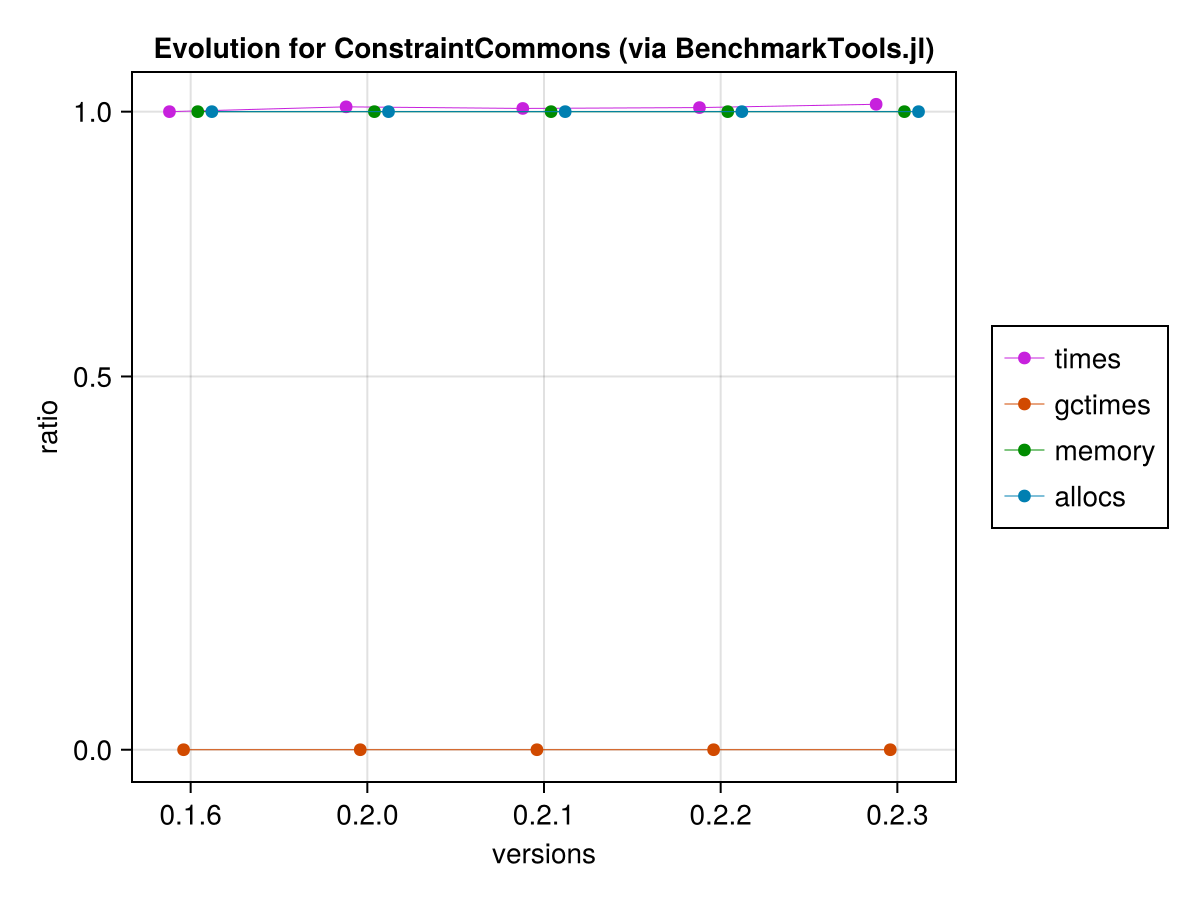 Evolution for ConstraintCommons (via BenchmarkTools.jl)
1.0
0.5
0.0
ratio
0.1.6
0.2.0
0.2.1
0.2.2
0.2.3
versions
times
gctimes
memory
allocs